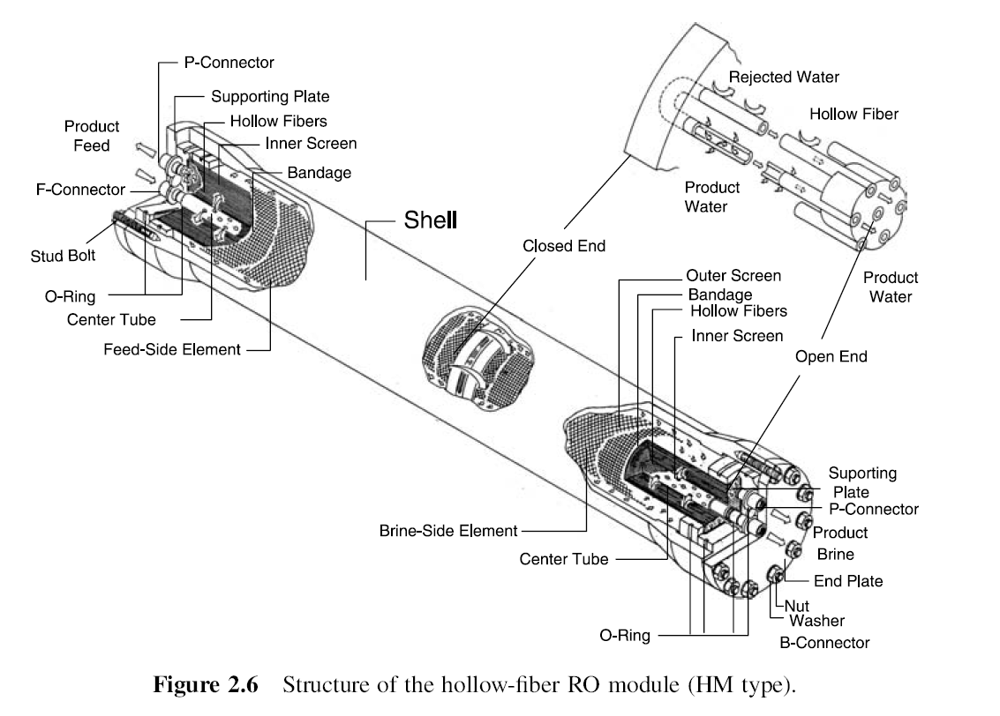 P-Connector
Supporting Plate
Hollow Fibers
Inner Screen
Bandage
Product
Feed
F-Connector
Stud Bolt
O-Ring
Center Tube
Feed-Side Element
Shell
Closed End
Rejected Water
Hollow Fiber
Product
Water
Product
Water
Open End
Outer Screen
Bandage
Hollow Fibers
Inner Screen
Suporting
Plate
P-Connector
Product
Brine
End Plate
Nut
Washer
B-Connector
Brine-Side Element
Center Tube
O-Ring
Figure 2.6 Structure of the hollow-fiber RO module (HM type).